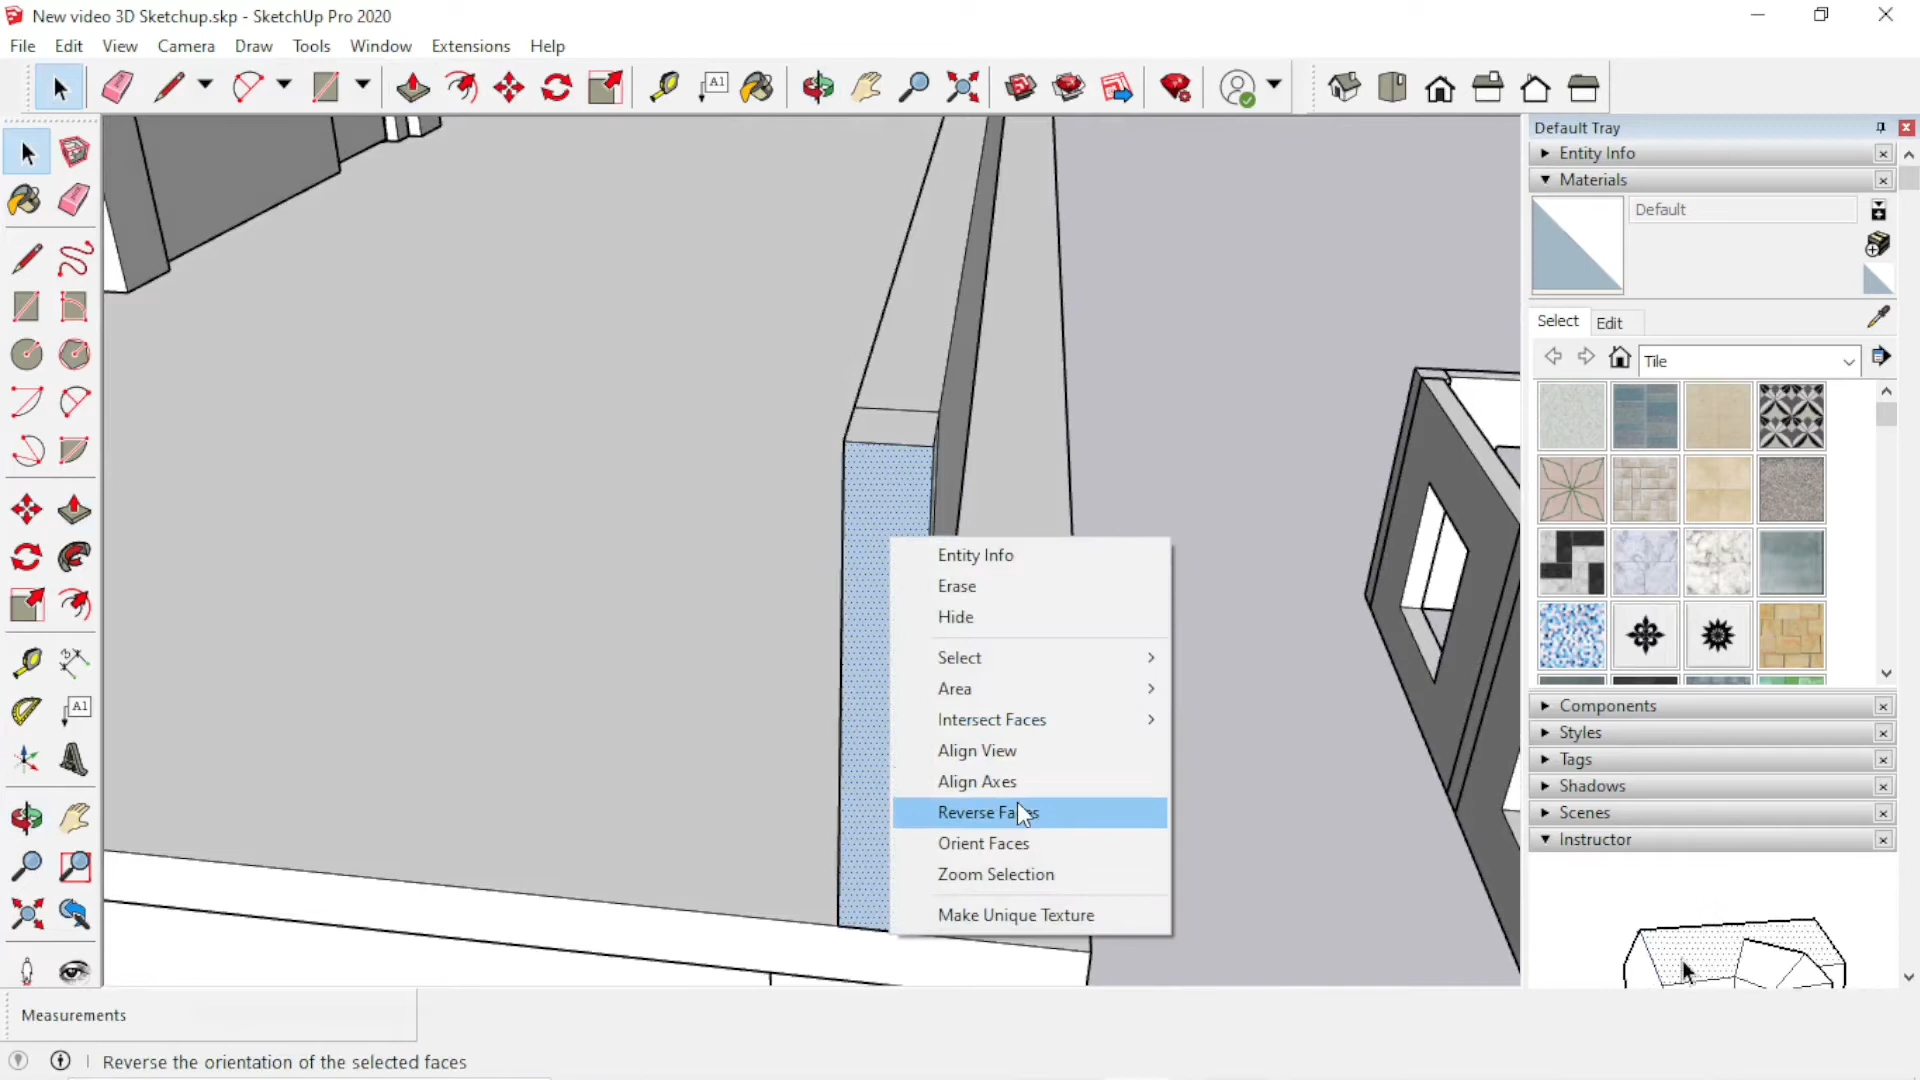 New video 3D Sketchup.skp - SketchUp Pro 2020
File Edit View Camera Draw Tools Window Extensions Help
A1
Default Tray
Entity Info
Materials
Default
Select Edit
Tile
A1
Entity Info
Erase
Hide
Select
Area
Intersect Faces
Align View
Align Axes
Reverse Faces
Orient Faces
Zoom Selection
Make Unique Texture
Components
Styles
Tags
Shadows
Scenes
Instructor
Measurements
Reverse the orientation of the selected faces